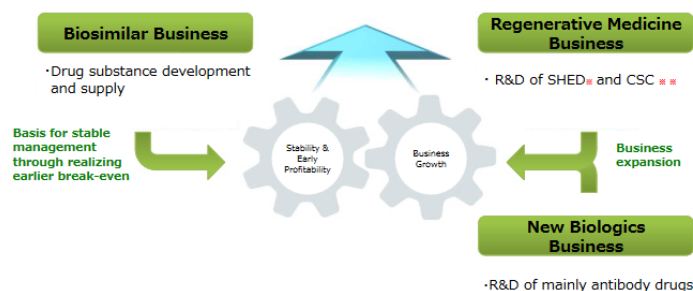 Biosimilar Business
・Drug substance development
and supply
Basis for stable
management
through realizing
earlier break-even
Stability &
Early
Profitability
Business
Growth
Regenerative Medicine
Business
・ R&D of SHED※ and CSC ※ ※
Business
expansion
New Biologics
Business
・R&D of mainly antibody drugs